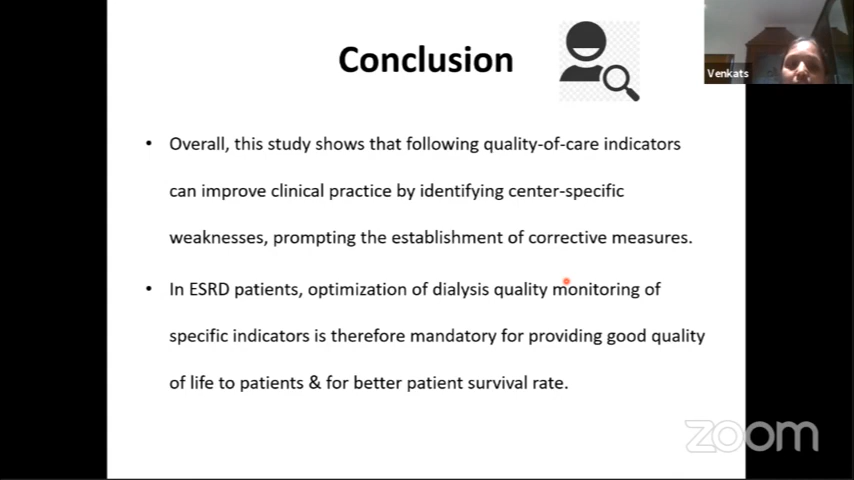 Conclusion
Venkats
• Overall, this study shows that following quality-of-care indicators
can improve clinical practice by identifying center-specific
weaknesses, prompting the establishment of corrective measures.
• In ESRD patients, optimization of dialysis quality monitoring of
specific indicators is therefore mandatory for providing good quality
of life to patients & for better patient survival rate.
zoom